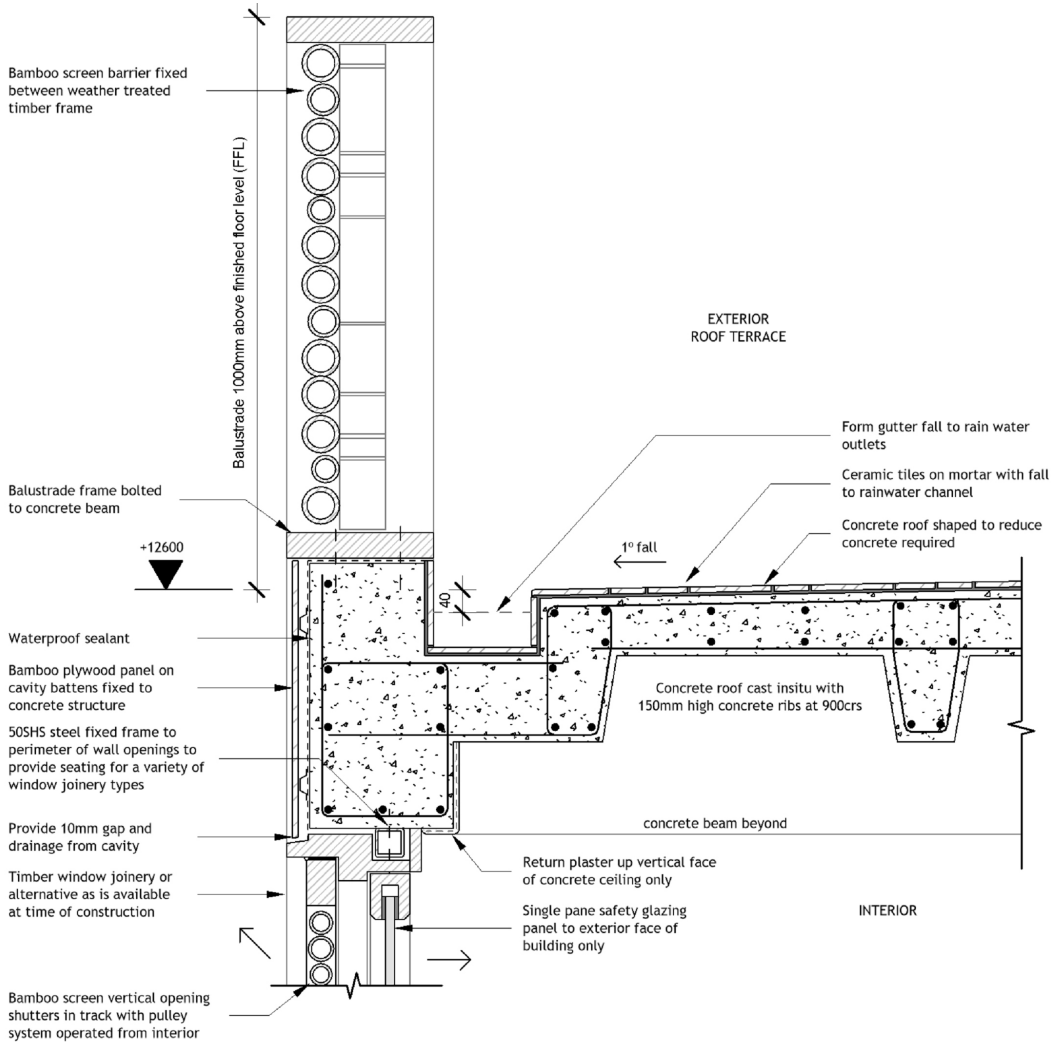 Bamboo screen barrier fixed
between weather treated
timber frame
Balustrade 1000mm above finished floor level (FFL)
EXTERIOR
ROOF TERRACE
Form gutter fall to rain water
outlets
Ceramic tiles on mortar with fall
to rainwater channel
Concrete roof shaped to reduce
concrete required
Balustrade frame bolted
to concrete beam
+12600
1º fall
40
Waterproof sealant
Bamboo plywood panel on
cavity battens fixed to
concrete structure
Concrete roof cast insitu with
150mm high concrete ribs at 900crs
50SHS steel fixed frame to
perimeter of wall openings to
provide seating for a variety of
window joinery types
Provide 10mm gap and
drainage from cavity
concrete beam beyond
Return plaster up vertical face
of concrete ceiling only
Timber window joinery or
alternative as is available
at time of construction
Single pane safety glazing
panel to exterior face of
building only
INTERIOR
Bamboo screen vertical opening
shutters in track with pulley
system operated from interior